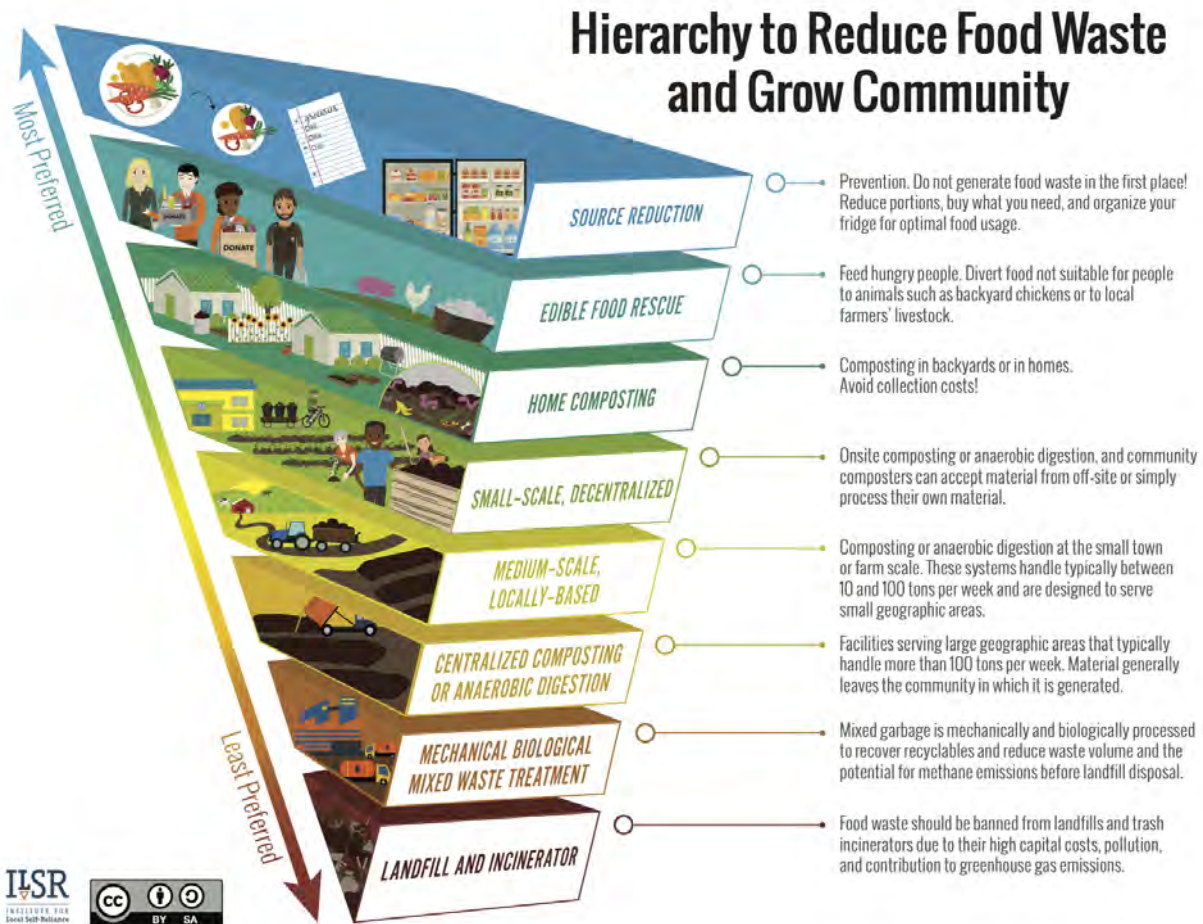 Hierarchy to Reduce Food Waste
and Grow Community
Most Preferred
Least Preferred
DONATE
DONATE
SOURCE REDUCTION
Prevention. Do not generate food waste in the first place!
Reduce portions, buy what you need, and organize your
fridge for optimal food usage.
EDIBLE FOOD RESCUE
Feed hungry people. Divert food not suitable for people
to animals such as backyard chickens or to local
farmers' livestock.
HOME COMPOSTING
Composting in backyards or in homes.
Avoid collection costs!
SMALL-SCALE, DECENTRALIZED
Onsite composting or anaerobic digestion, and community
composters can accept material from off-site or simply
process their own material.
MEDIUM-SCALE,
LOCALLY-BASED
Composting or anaerobic digestion at the small town
or farm scale. These systems handle typically between
10 and 100 tons per week and are designed to serve
small geographic areas.
CENTRALIZED COMPOSTING
OR ANAEROBIC DIGESTION
Facilities serving large geographic areas that typically
handle more than 100 tons per week. Material generally
leaves the community in which it is generated.
MECHANICAL BIOLOGICAL
MIXED WASTE TREATMENT
Mixed garbage is mechanically and biologically processed
to recover recyclables and reduce waste volume and the
potential for methane emissions before landfill disposal.
LANDFILL AND INCINERATOR
Food waste should be banned from landfills and trash
incinerators due to their high capital costs, pollution,
and contribution to greenhouse gas emissions.
ILSR
INSTITUTE FOR
Local Self-Reliance
cc
BY SA